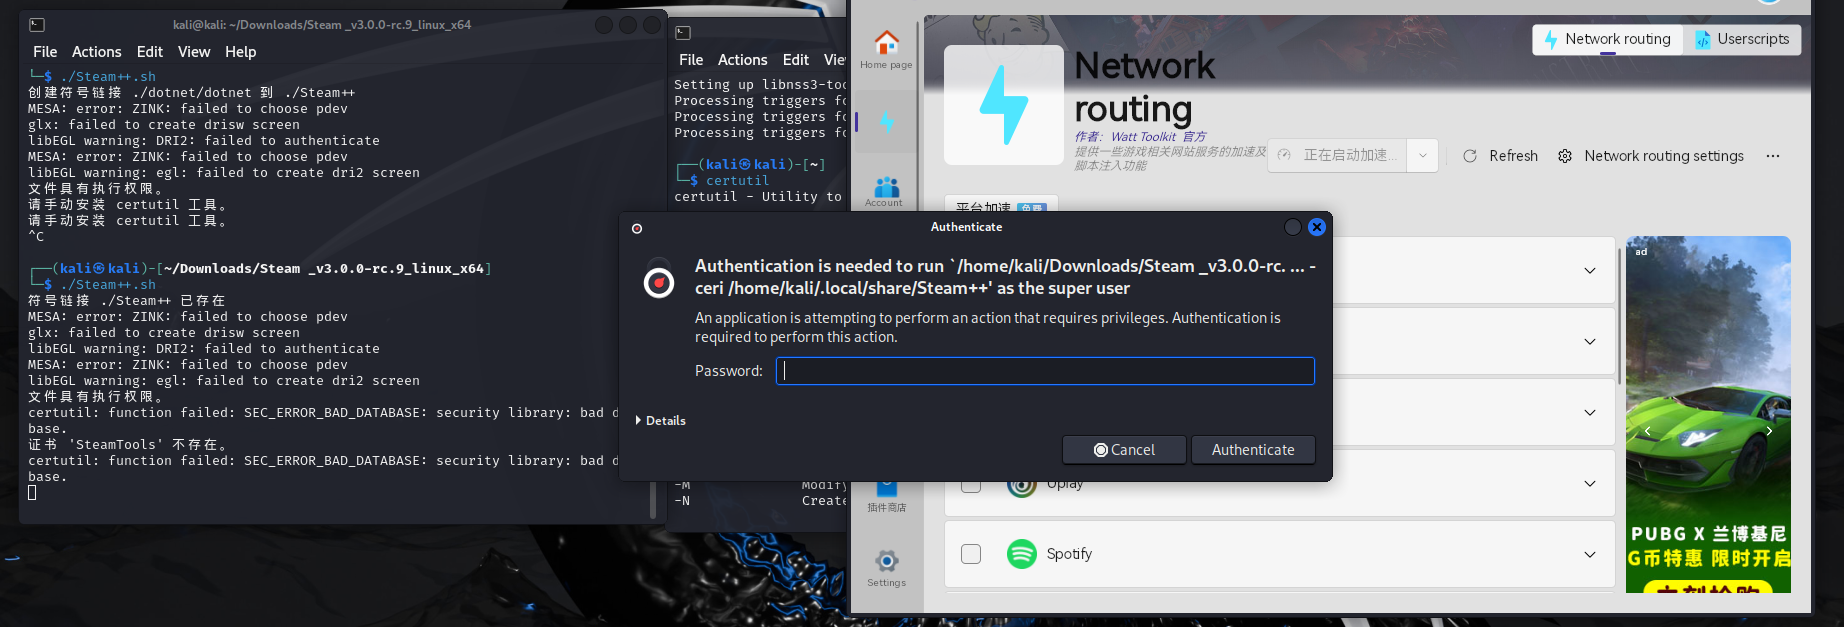 kali@kali: ~/Downloads/Steam _v3.0.0-rc.9_linux_x64
File Actions Edit View Help
└─$ ./Steam++.sh
创建符号链接 ./dotnet/dotnet 到 ./Steam++
MESA: error: ZINK: failed to choose pdev
glx: failed to create drisw screen
libEGL warning: DRI2: failed to authenticate
MESA: error: ZINK: failed to choose pdev
libEGL warning: egl: failed to create dri2 screen
文件具有执行权限。
请手动安装 certutil 工具。
请手动安装 certutil 工具。
^C
┌──(kali㉿kali)-[~/Downloads/Steam _v3.0.0-rc.9_linux_x64]
└─$ ./Steam++.sh
符号链接 ./Steam++ 已存在
MESA: error: ZINK: failed to choose pdev
glx: failed to create drisw screen
libEGL warning: DRI2: failed to authenticate
MESA: error: ZINK: failed to choose pdev
libEGL warning: egl: failed to create dri2 screen
文件具有执行权限。
certutil: function failed: SEC_ERROR_BAD_DATABASE: security library: bad d
base.
证书 'SteamTools' 不存在。
certutil: function failed: SEC_ERROR_BAD_DATABASE: security library: bad d
base.
File Actions Edit Vie
Setting up libnss3-too
Processing triggers fo
Processing triggers fo
Processing triggers fo
┌──(kali㉿kali)-[~]
└─$ certutil
certutil - Utility to
-M Modify
-N Create
Authenticate
Authentication is needed to run `/home/kali/Downloads/Steam _v3.0.0-rc. ... -
ceri /home/kali/.local/share/Steam++' as the super user
An application is attempting to perform an action that requires privileges. Authentication is
required to perform this action.
Password:
Details
Cancel Authenticate
Home page
Account
插件商店
Settings
Network routing Userscripts
Network
routing
作者: Watt Toolkit 官方
提供一些游戏相关网站服务的加速及
脚本注入功能
正在启动加速...
Refresh Network routing settings ...
平台加速 免费
Uplay
Spotify
ad
PUBG X 兰博基尼
G币特惠 限时开启
立刻抢购